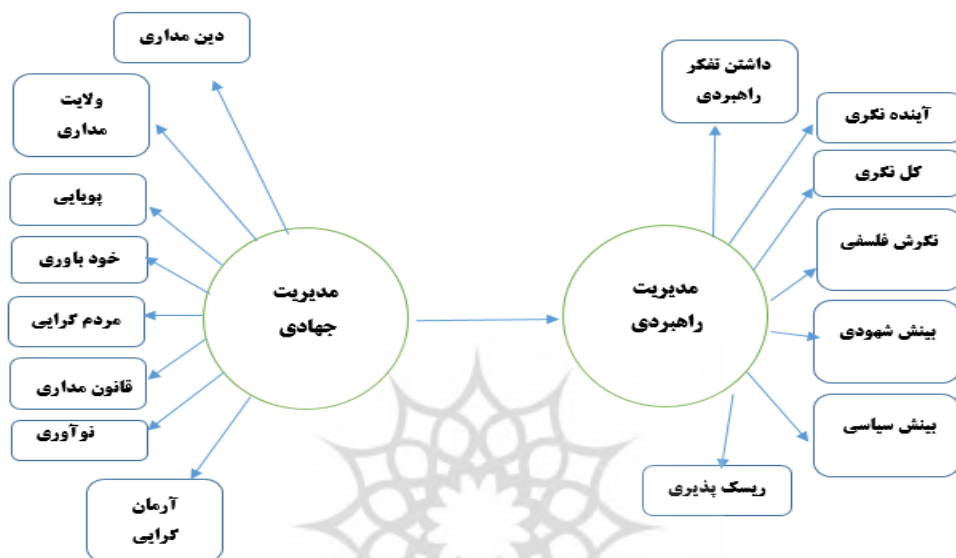 دین مداری
ولایت
مداری
پویایی
خود باوری
مردم گرایی
قانون مداری
نوآوری
آرمان
گرایی
مدیریت
جهادی
مدیریت
راهبردی
داشتن تفکر
راهبردی
آینده نگری
کل نگری
نگرش فلسفی
بینش شهودی
بینش سیاسی
ریسک پذیری